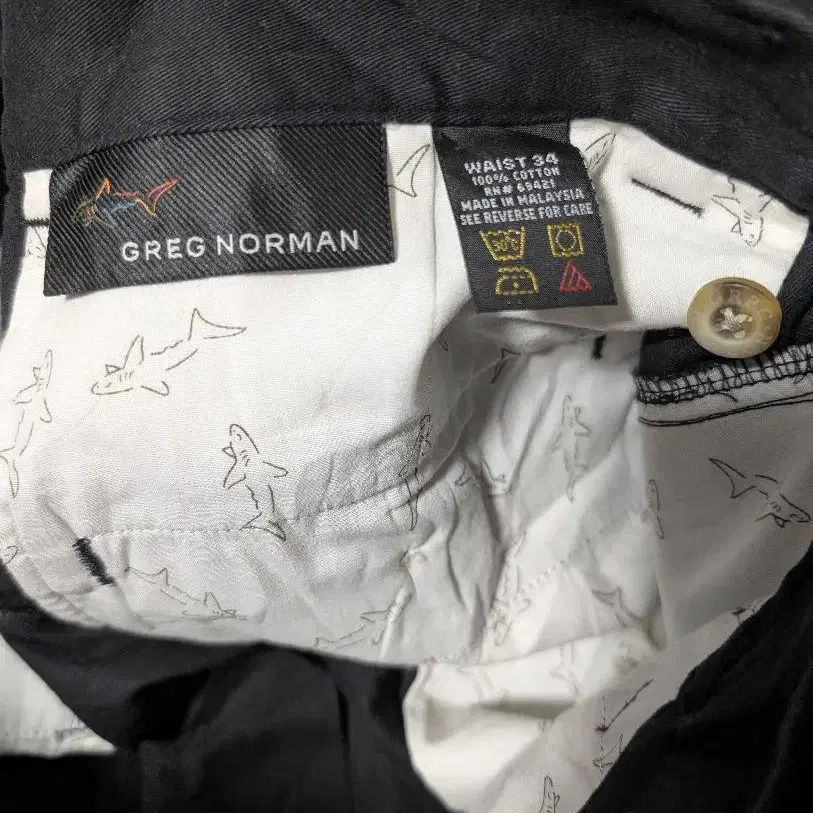 GREG NORMAN
WAIST 34
100% COTTON
RN# 69421
MADE IN MALAYSIA
SEE REVERSE FOR CARE
30°C